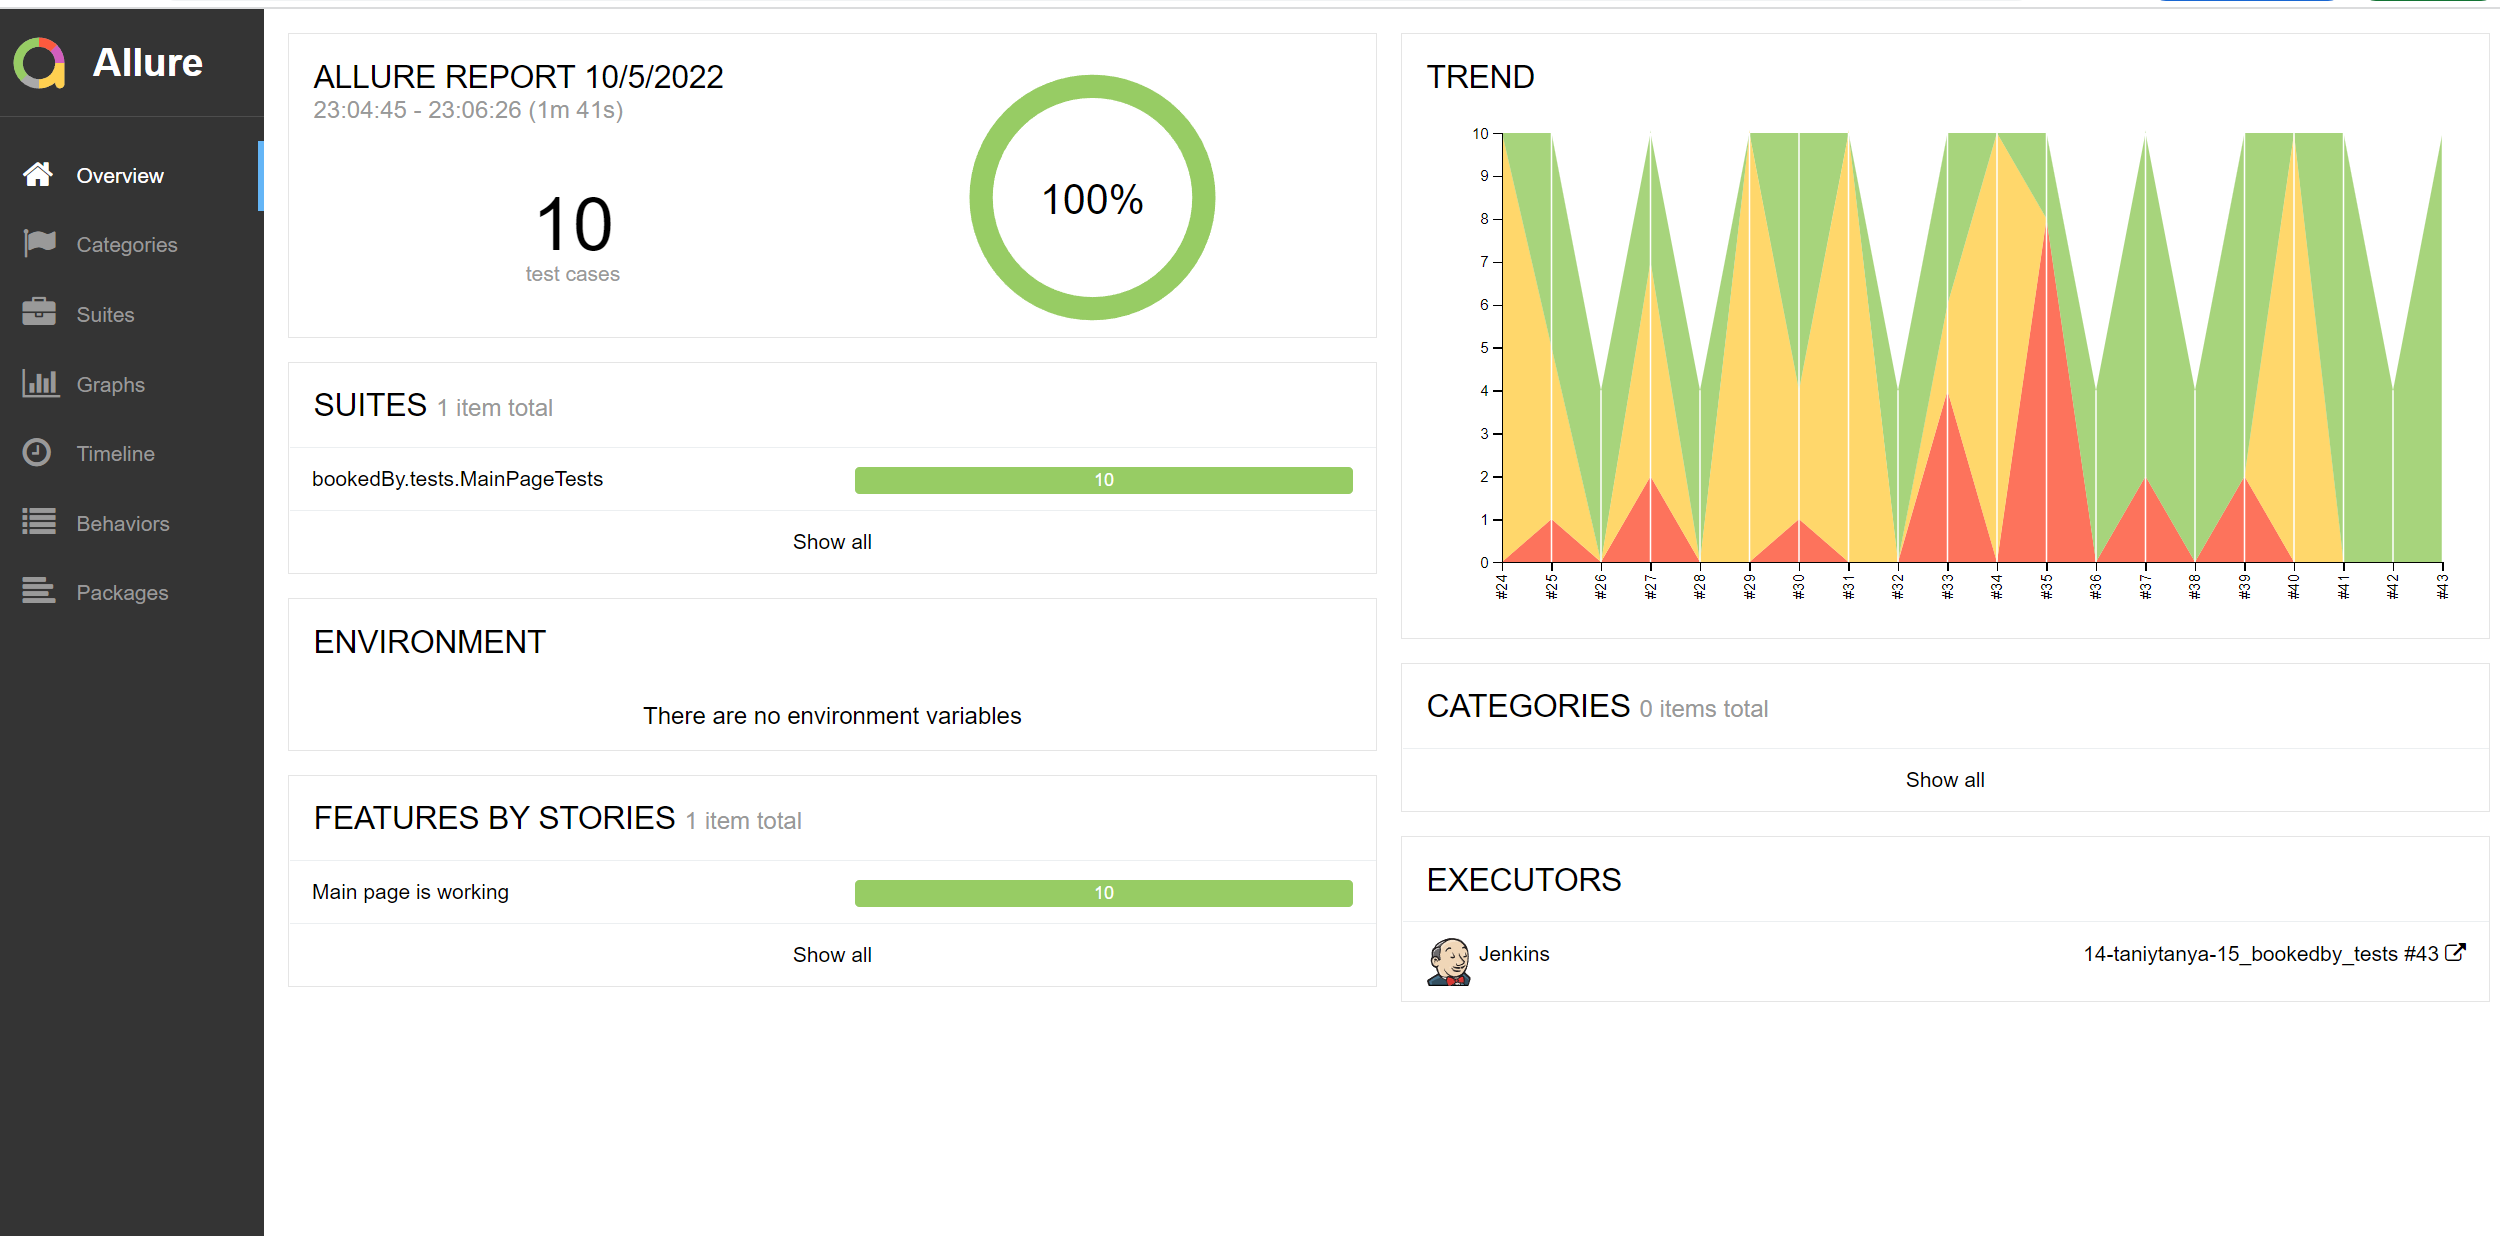 Allure
Overview
Categories
Suites
Graphs
Timeline
Behaviors
Packages
ALLURE REPORT 10/5/2022
23:04:45 - 23:06:26 (1m 41s)
10
test cases
100%
SUITES 1 item total
bookedBy.tests.MainPageTests 10
Show all
ENVIRONMENT
There are no environment variables
FEATURES BY STORIES 1 item total
Main page is working 10
Show all
TREND
10
9
8
7
6
5
4
3
2
1
0
#24 #25 #26 #27 #28 #29 #30 #31 #32 #33 #34 #35 #36 #37 #38 #39 #40 #41 #42 #43
CATEGORIES 0 items total
Show all
EXECUTORS
Jenkins 14-taniytanya-15_bookedby_tests #43